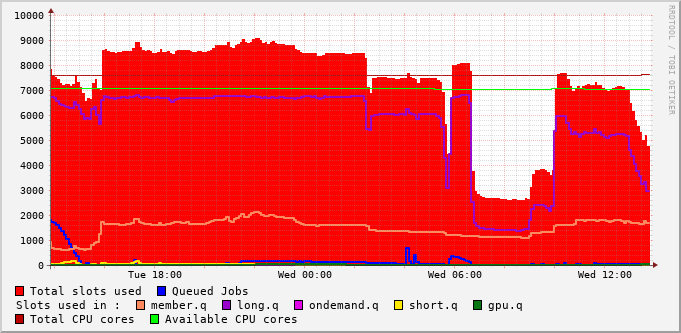 10000
9000
8000
7000
6000
5000
4000
3000
2000
1000
0
Tue 18:00 Wed 00:00 Wed 06:00 Wed 12:00
RRDTOOL / TOBI OETIKER
Total slots used Queued Jobs
Slots used in : member.q long.q ondemand.q short.q gpu.q
Total CPU cores Available CPU cores